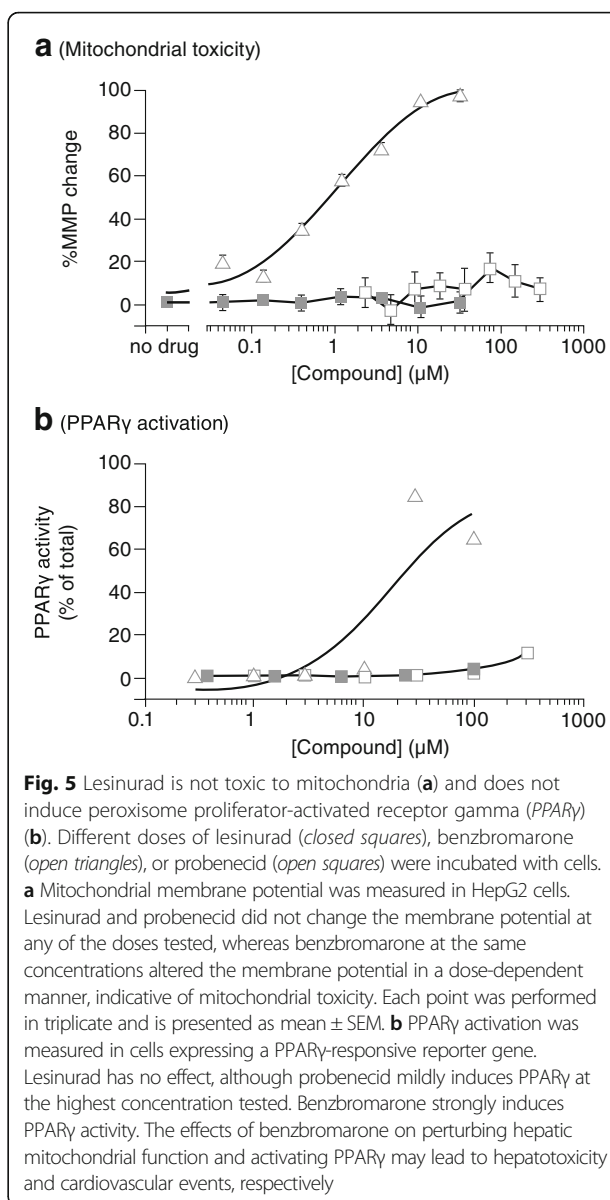 a (Mitochondrial toxicity)
100
80
60
40
20
0
%MMP change
no drug 0.1 1 10 100 1000
[Compound] (µM)
b (PPARγ activation)
100
80
60
40
20
0
PPARγ activity
(% of total)
0.1 1 10 100 1000
[Compound] (µM)
Fig. 5 Lesinurad is not toxic to mitochondria (a) and does not
induce peroxisome proliferator-activated receptor gamma (PPARγ)
(b). Different doses of lesinurad (closed squares), benzbromarone
(open triangles), or probenecid (open squares) were incubated with cells.
a Mitochondrial membrane potential was measured in HepG2 cells.
Lesinurad and probenecid did not change the membrane potential at
any of the doses tested, whereas benzbromarone at the same
concentrations altered the membrane potential in a dose-dependent
manner, indicative of mitochondrial toxicity. Each point was performed
in triplicate and is presented as mean ± SEM. b PPARγ activation was
measured in cells expressing a PPARγ-responsive reporter gene.
Lesinurad has no effect, although probenecid mildly induces PPARγ at
the highest concentration tested. Benzbromarone strongly induces
PPARγ activity. The effects of benzbromarone on perturbing hepatic
mitochondrial function and activating PPARγ may lead to hepatotoxicity
and cardiovascular events, respectively